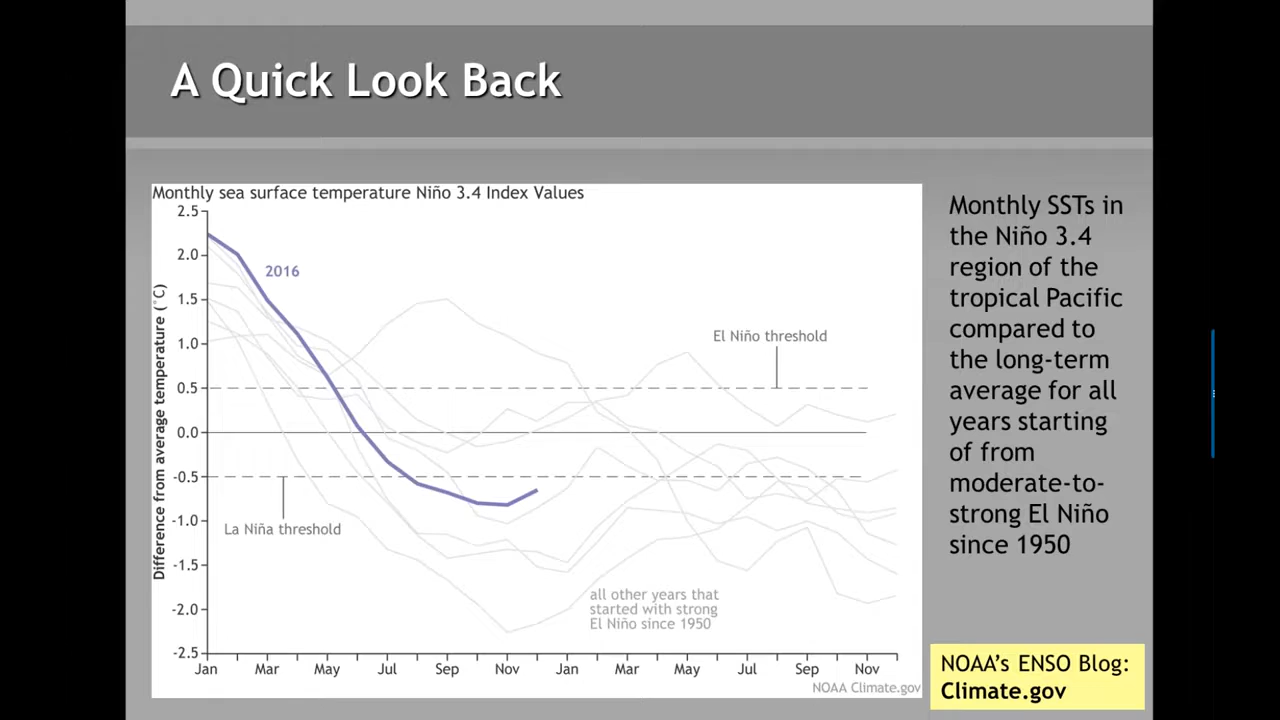 A Quick Look Back
Monthly sea surface temperature Niño 3.4 Index Values
2.5
2.0
1.5
1.0
0.5
0.0
-0.5
-1.0
-1.5
-2.0
-2.5
Difference from average temperature (°C)
2016
El Niño threshold
La Niña threshold
all other years that
started with strong
El Niño since 1950
Jan Mar May Jul Sep Nov Jan Mar May Jul Sep Nov
NOAA Climate.gov
Monthly SSTs in
the Niño 3.4
region of the
tropical Pacific
compared to
the long-term
average for all
years starting
of from
moderate-to-
strong El Niño
since 1950
NOAA's ENSO Blog:
Climate.gov